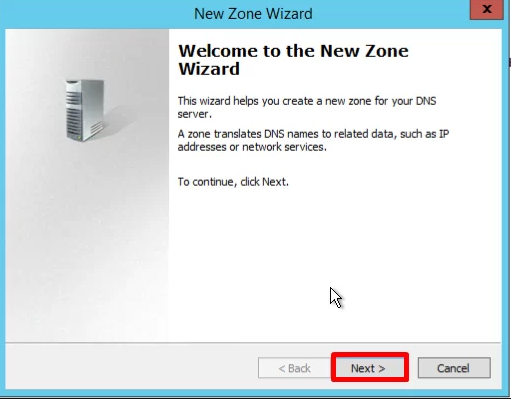 New Zone Wizard
x
Welcome to the New Zone
Wizard
This wizard helps you create a new zone for your DNS
server.
A zone translates DNS names to related data, such as IP
addresses or network services.
To continue, click Next.
< Back
Next >
Cancel